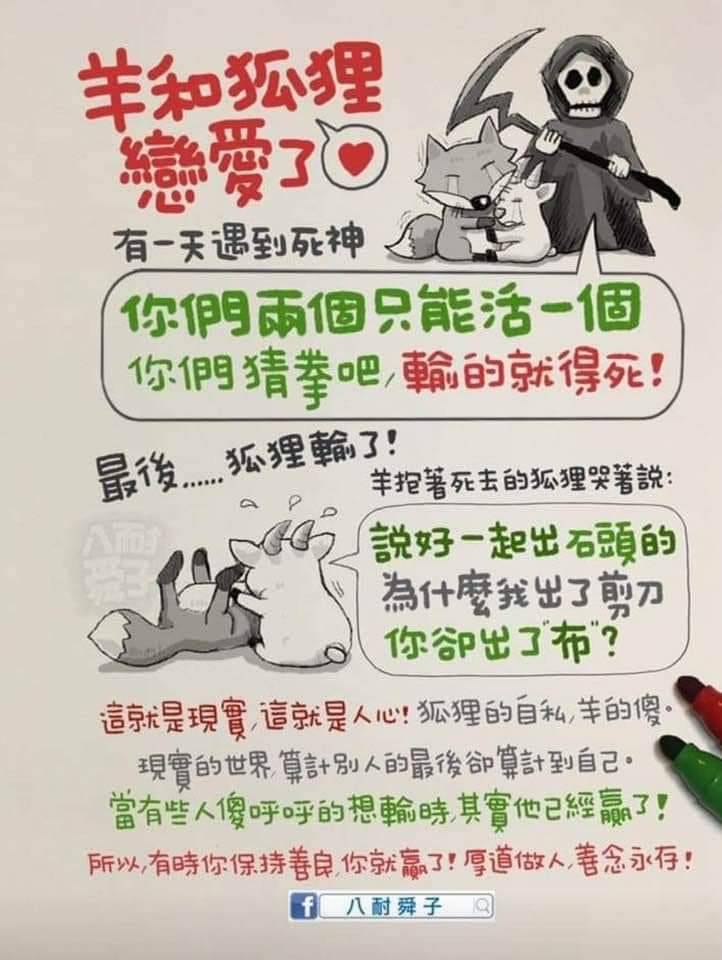 羊和狐狸
戀愛了
有一天遇到死神
你們兩個只能活一個
你們猜拳吧,輸的就得死!
最後......狐狸輸了!
羊抱著死去的狐狸哭著說:
說好一起出石頭的
為什麼我出了剪刀
你卻出了"布"?
八耐
舜子
這就是現實,這就是人心!狐狸的自私,羊的傻。
現實的世界,算計別人的最後卻算計到自己。
當有些人傻呼呼的想輸時,其實他已經贏了!
所以,有時你保持善良,你就贏了!厚道做人,善念永存!
f 八耐舜子